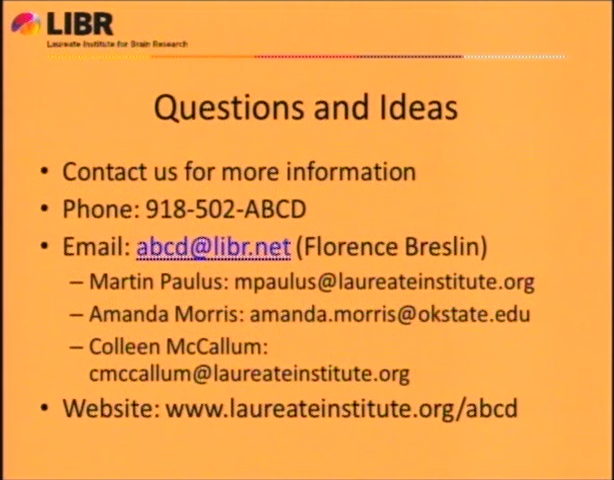 LIBR
Laureate Institute for Brain Research
Questions and Ideas
• Contact us for more information
• Phone: 918-502-ABCD
• Email: abcd@libr.net (Florence Breslin)
– Martin Paulus: mpaulus@laureateinstitute.org
– Amanda Morris: amanda.morris@okstate.edu
– Colleen McCallum:
cmccallum@laureateinstitute.org
• Website: www.laureateinstitute.org/abcd